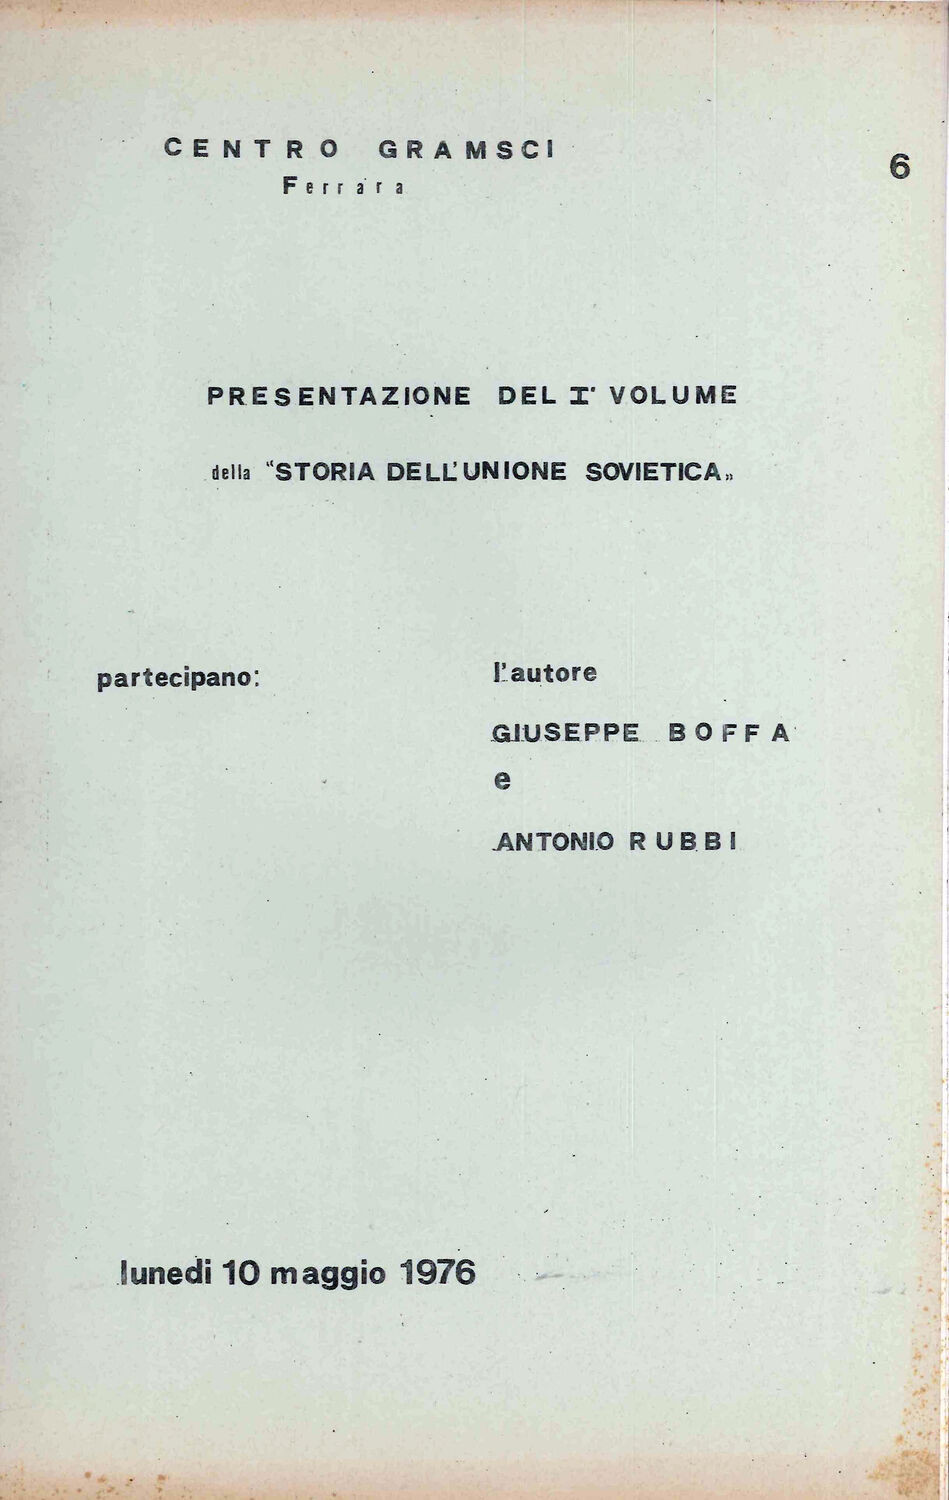 CENTRO GRAMSCI
Ferrara
6
PRESENTAZIONE DEL I° VOLUME
della "STORIA DELL'UNIONE SOVIETICA„
partecipano:
l'autore
GIUSEPPE BOFFA
e
ANTONIO RUBBI
lunedi 10 maggio 1976